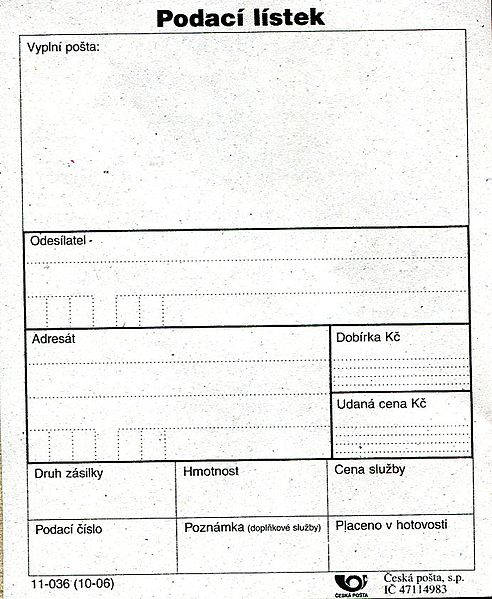 Podací lístek
Vyplní pošta:
Odesílatel
Adresát
Dobírka Kč
Udaná cena Kč
Druh zásilky
Hmotnost
Cena služby
Podací číslo
Poznámka (doplňkové služby)
Placeno v hotovosti
11-036 (10-06)
ČESKÁ POŠTA
Česká pošta, s.p.
IČ 47114983